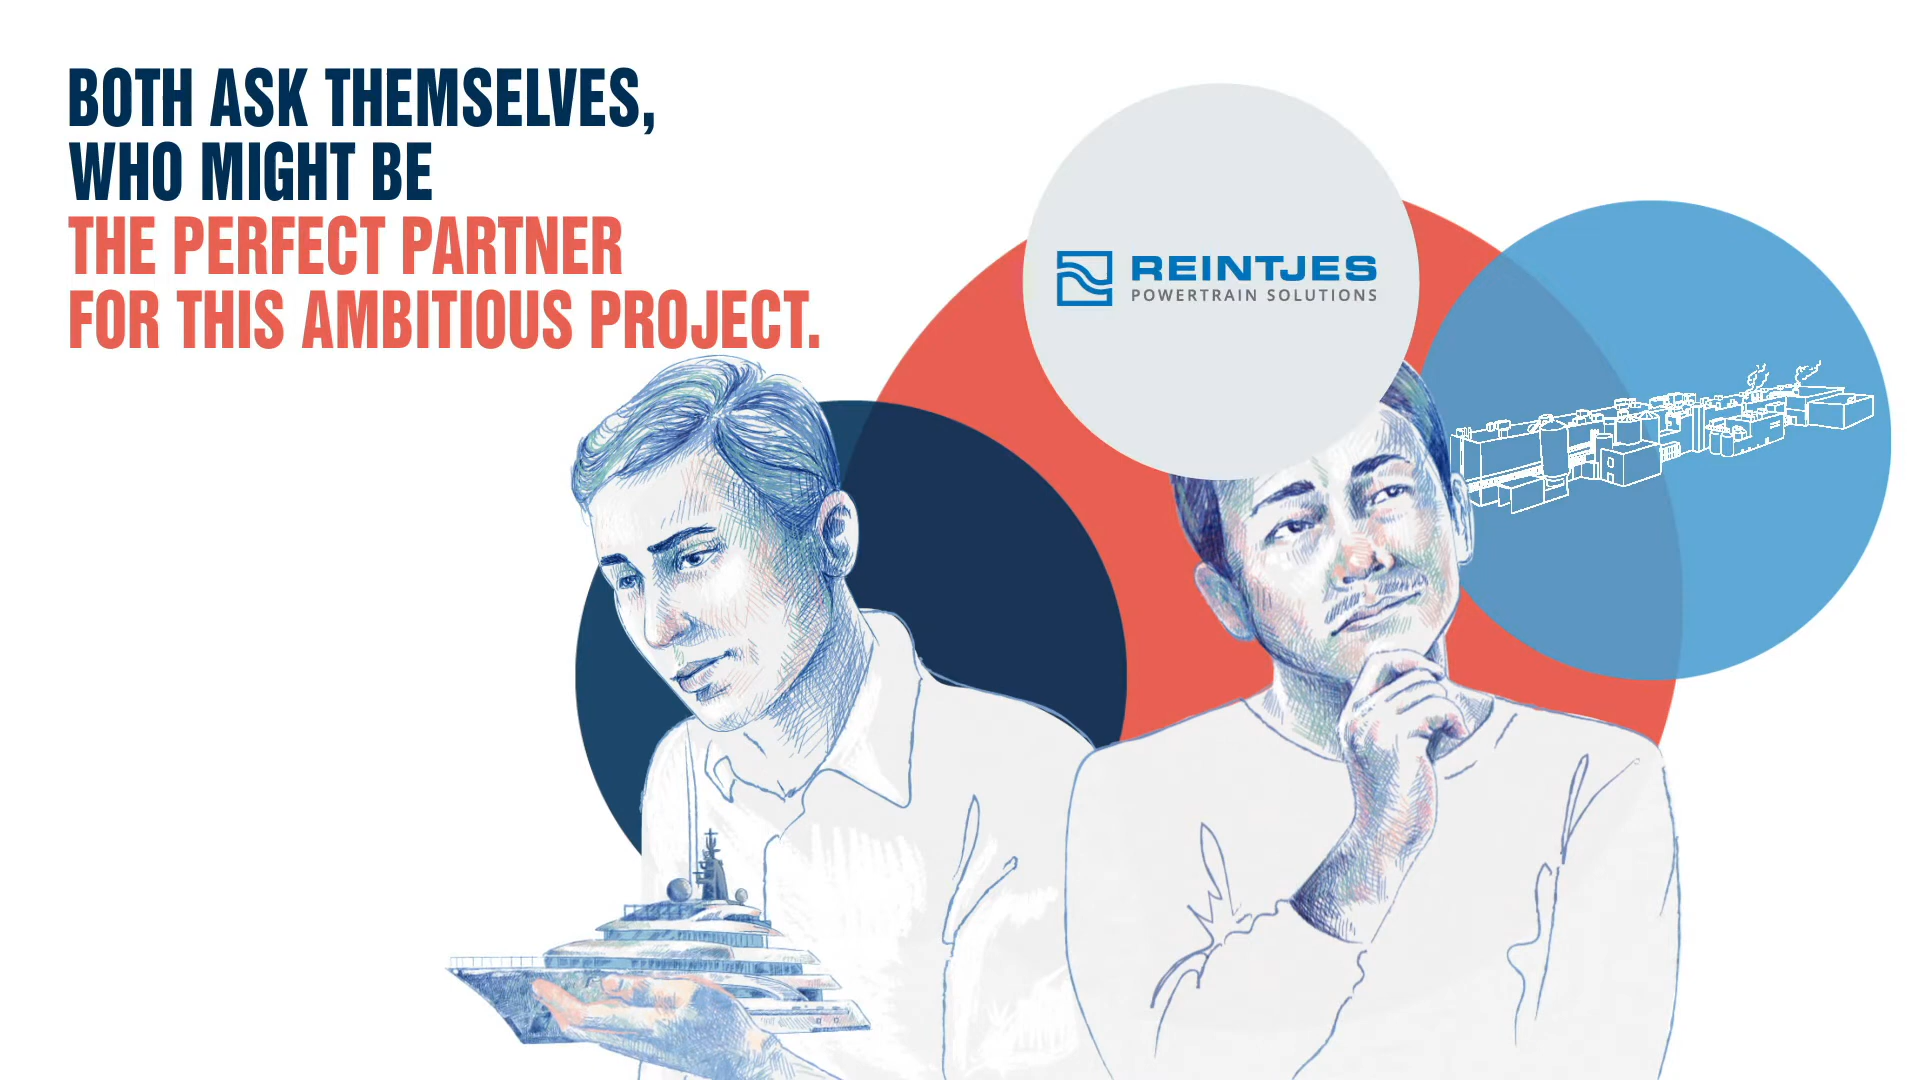 BOTH ASK THEMSELVES,
WHO MIGHT BE
THE PERFECT PARTNER
FOR THIS AMBITIOUS PROJECT.
REINTJES
POWERTRAIN SOLUTIONS